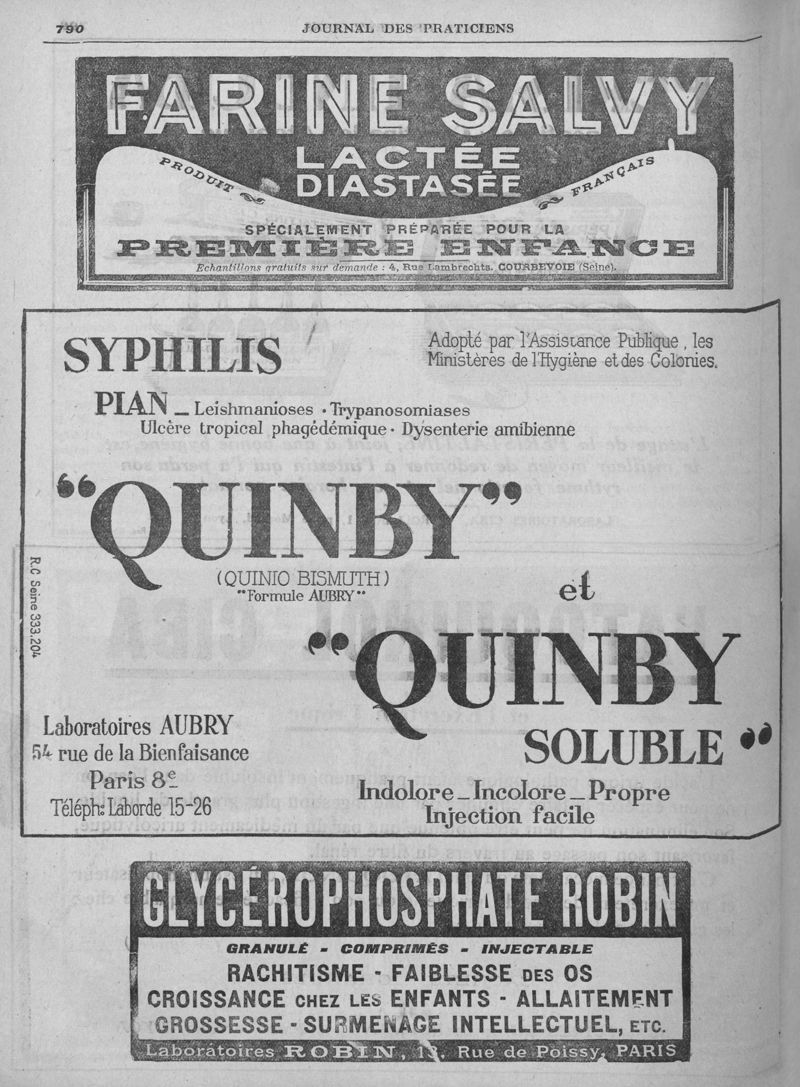 790
JOURNAL DES PRATICIENS
FARINE SALVY
LACTÉE
DIASTASÉE
PRODUIT FRANÇAIS
SPÉCIALEMENT PRÉPARÉE POUR LA
PREMIÈRE ENFANCE
Echantillons gratuits sur demande : 4, Rue Lambrechts. COURBEVOIE (Seine).
SYPHILIS
Adopté par l'Assistance Publique, les
Ministères de l'Hygiène et des Colonies.
PIAN _ Leishmanioses · Trypanosomiases
Ulcère tropical phagédémique · Dysenterie amibienne
“QUINBY”
(QUINIO BISMUTH)
"Formule AUBRY"
et
“QUINBY
SOLUBLE”
R.C Seine 333.204
Laboratoires AUBRY
54 rue de la Bienfaisance
Paris 8e
Téléph: Laborde 15-26
Indolore _ Incolore _ Propre
Injection facile
GLYCÉROPHOSPHATE ROBIN
GRANULÉ - COMPRIMÉS - INJECTABLE
RACHITISME - FAIBLESSE DES OS
CROISSANCE CHEZ LES ENFANTS - ALLAITEMENT
GROSSESSE - SURMENAGE INTELLECTUEL, ETC.
Laboratoires ROBIN, 13, Rue de Poissy, PARIS